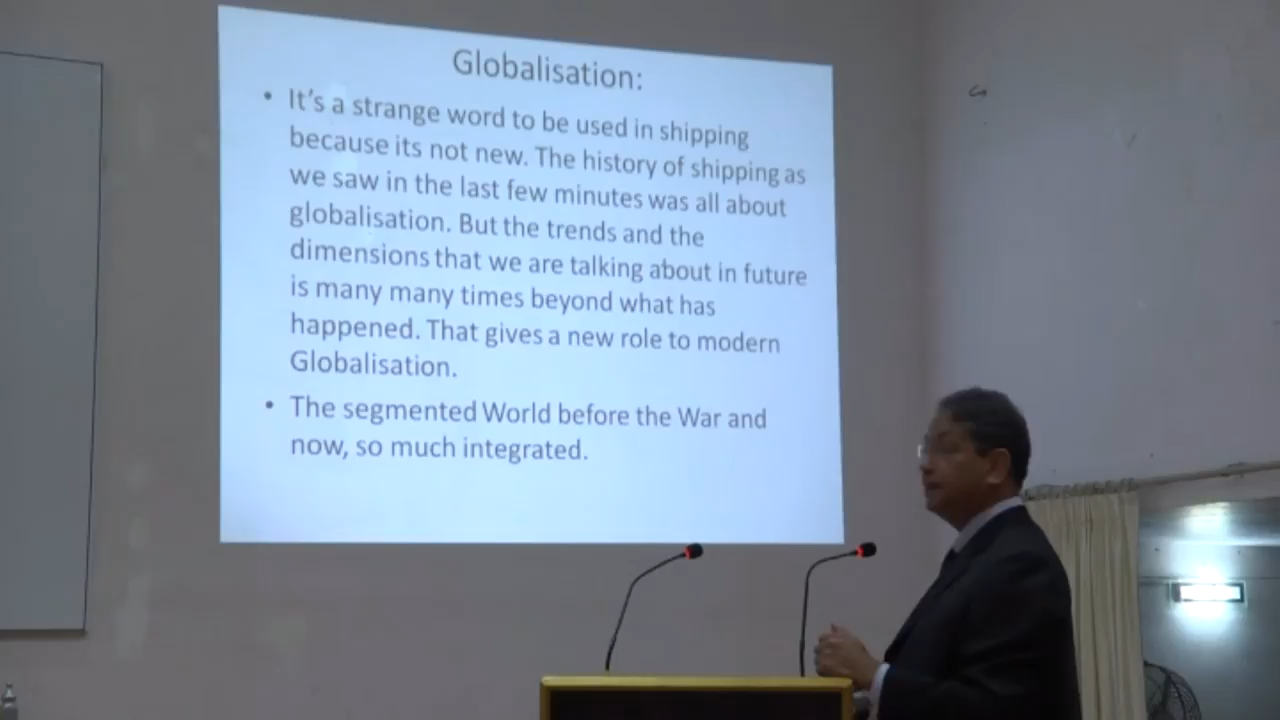 Globalisation:
• It's a strange word to be used in shipping
because its not new. The history of shipping as
we saw in the last few minutes was all about
globalisation. But the trends and the
dimensions that we are talking about in future
is many many times beyond what has
happened. That gives a new role to modern
Globalisation.
• The segmented World before the War and
now, so much integrated.